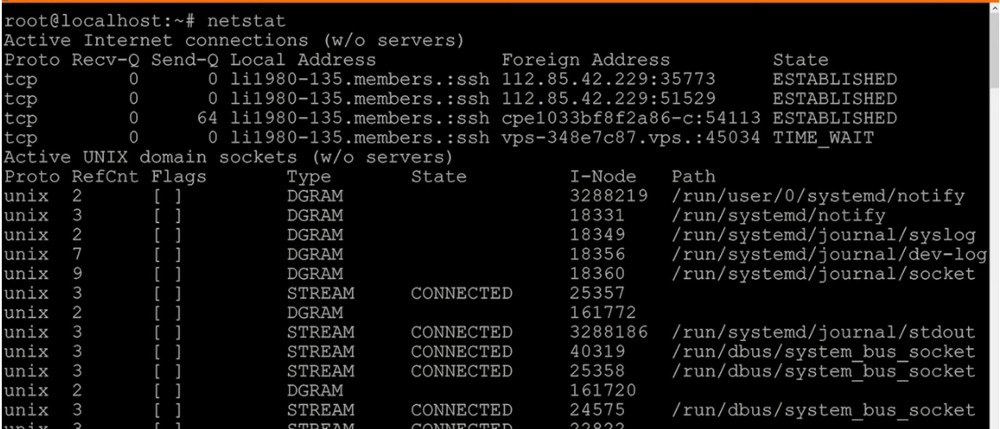 root@localhost:~# netstat
Active Internet connections (w/o servers)
Proto Recv-Q Send-Q Local Address           Foreign Address         State
tcp        0      0 li1980-135.members.:ssh 112.85.42.229:35773     ESTABLISHED
tcp        0      0 li1980-135.members.:ssh 112.85.42.229:51529     ESTABLISHED
tcp        0     64 li1980-135.members.:ssh cpe1033bf8f2a86-c:54113 ESTABLISHED
tcp        0      0 li1980-135.members.:ssh vps-348e7c87.vps.:45034 TIME_WAIT
Active UNIX domain sockets (w/o servers)
Proto RefCnt Flags       Type       State         I-Node   Path
unix  2      [ ]         DGRAM                    3288219  /run/user/0/systemd/notify
unix  3      [ ]         DGRAM                    18331    /run/systemd/notify
unix  2      [ ]         DGRAM                    18349    /run/systemd/journal/syslog
unix  7      [ ]         DGRAM                    18356    /run/systemd/journal/dev-log
unix  9      [ ]         DGRAM                    18360    /run/systemd/journal/socket
unix  3      [ ]         STREAM     CONNECTED     25357
unix  2      [ ]         DGRAM                    161772
unix  3      [ ]         STREAM     CONNECTED     3288186  /run/systemd/journal/stdout
unix  3      [ ]         STREAM     CONNECTED     40319    /run/dbus/system_bus_socket
unix  3      [ ]         STREAM     CONNECTED     25358    /run/dbus/system_bus_socket
unix  2      [ ]         DGRAM                    161720
unix  3      [ ]         STREAM     CONNECTED     24575    /run/dbus/system_bus_socket
unix  3      [ ]         STREAM     CONNECTED